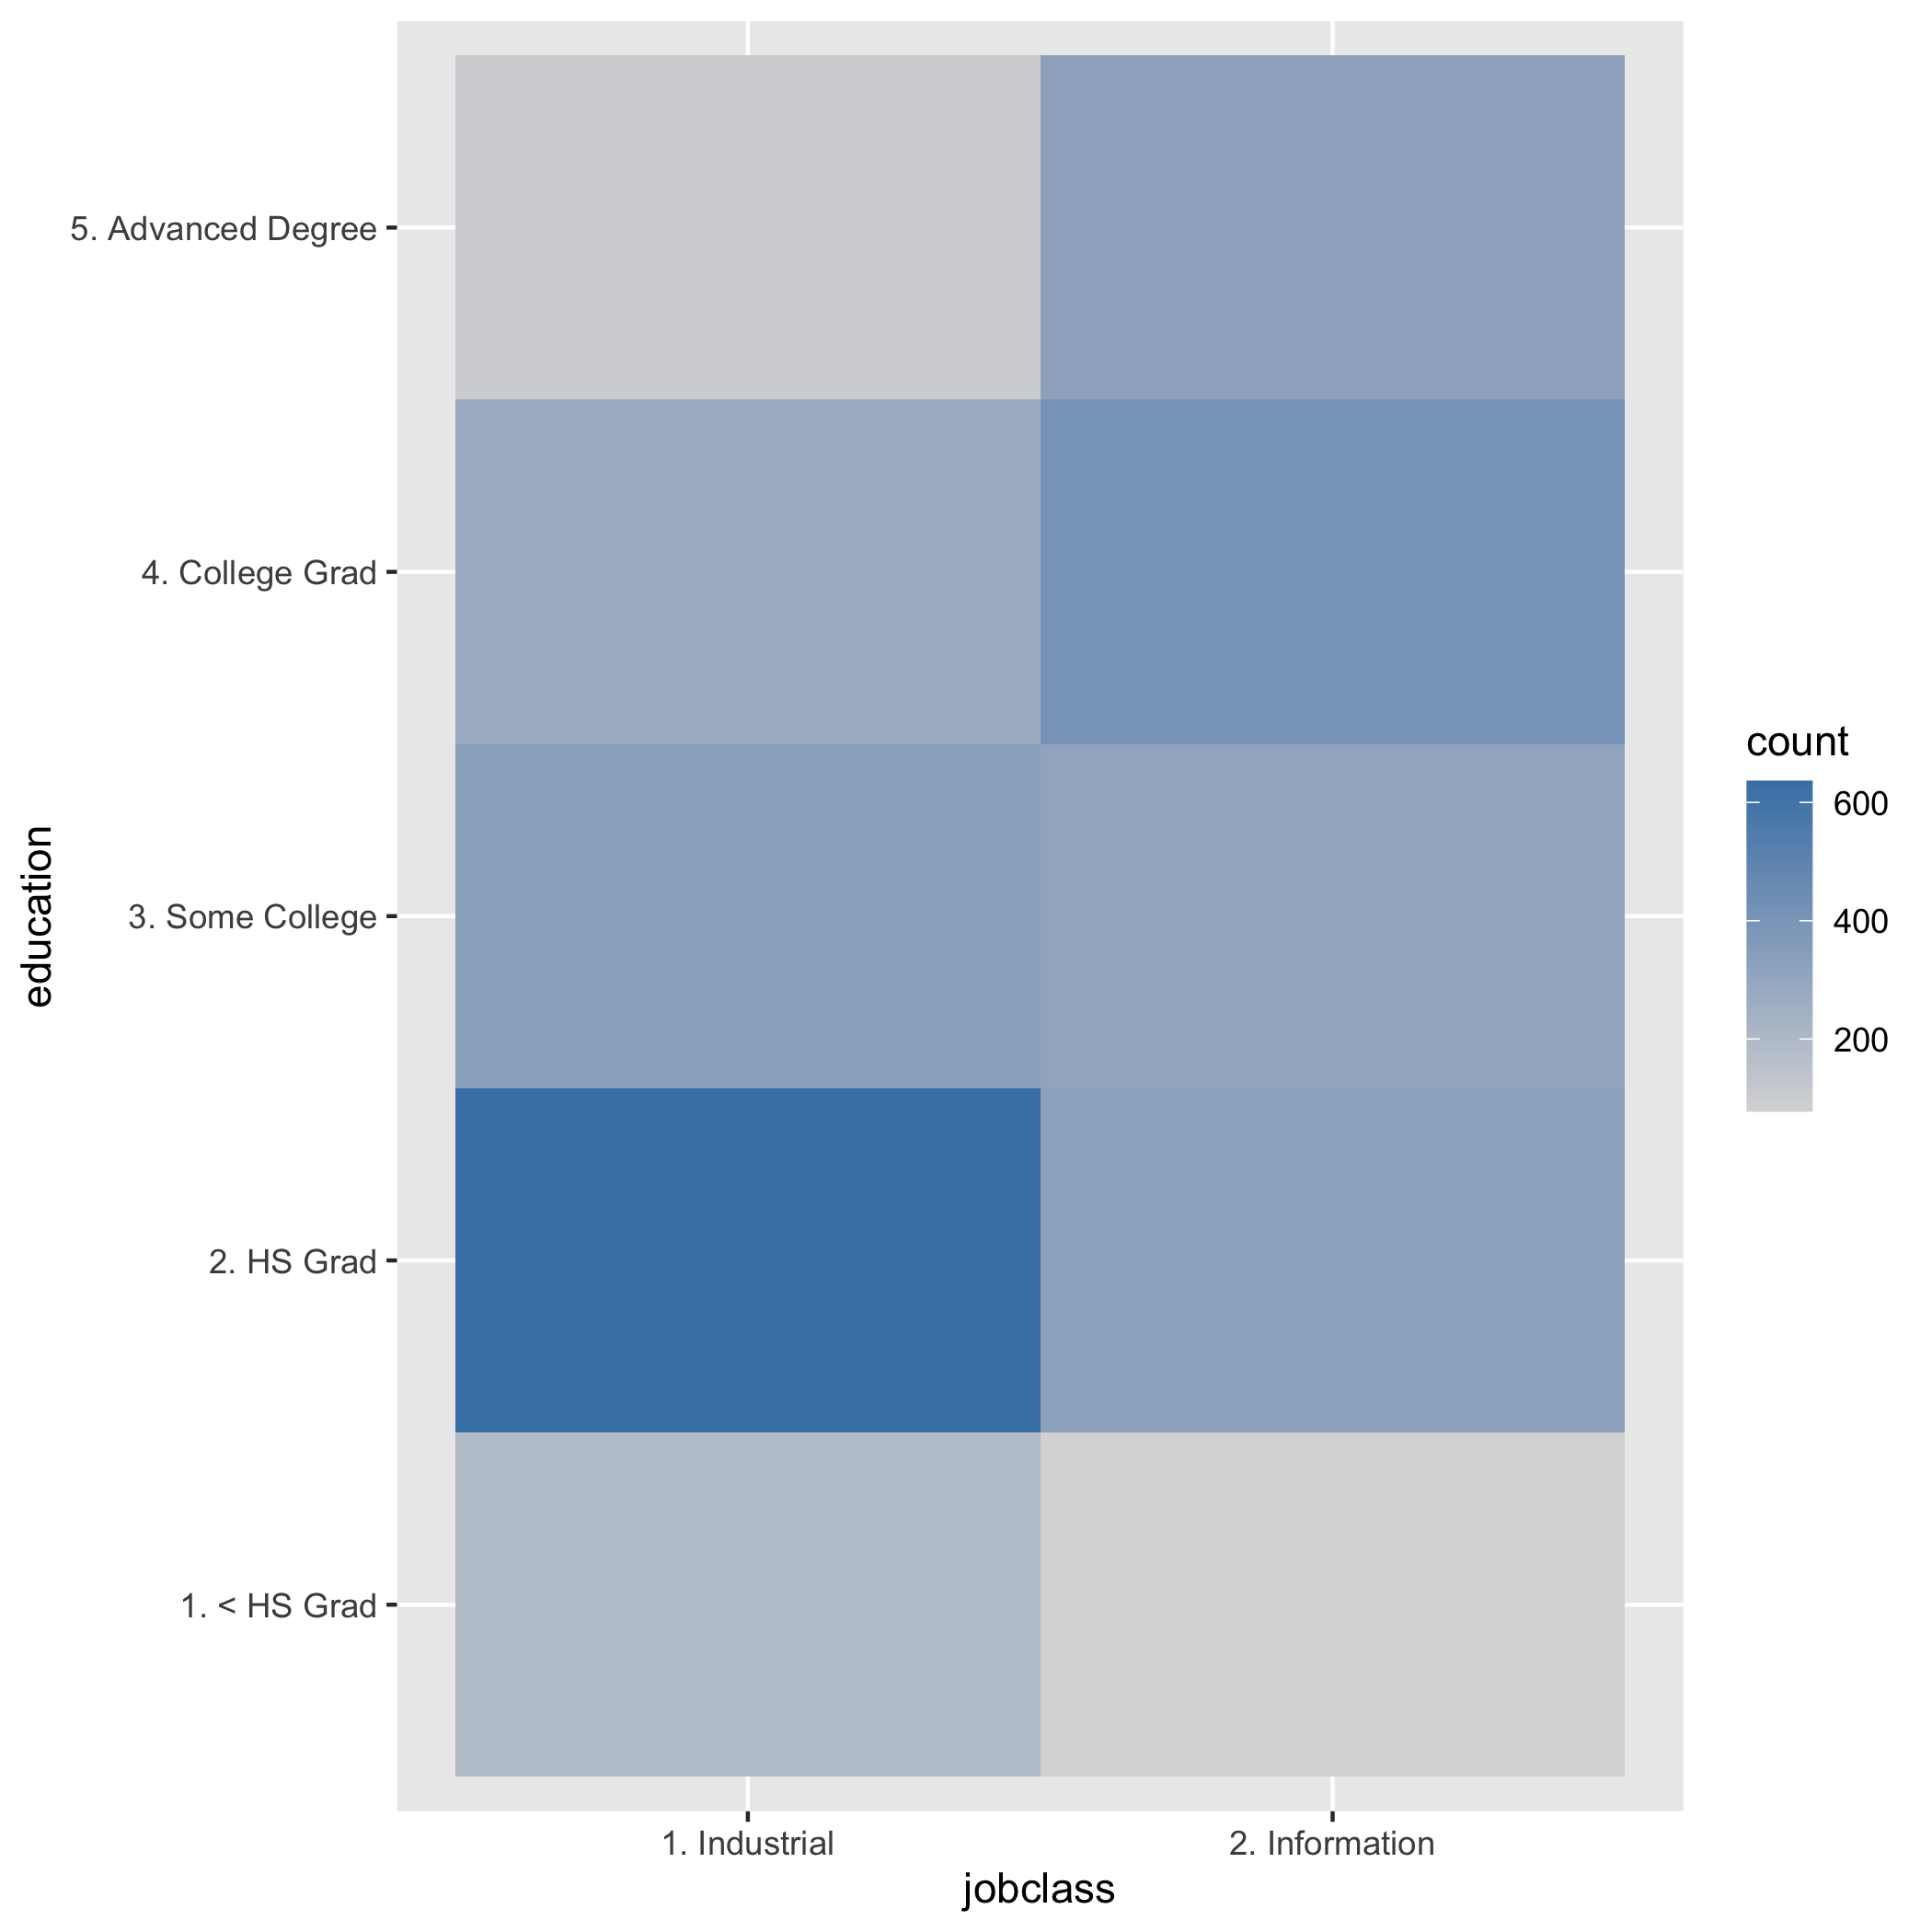 5. Advanced Degree
4. College Grad
3. Some College
2. HS Grad
1. < HS Grad
education
1. Industrial
2. Information
jobclass
count
600
400
200